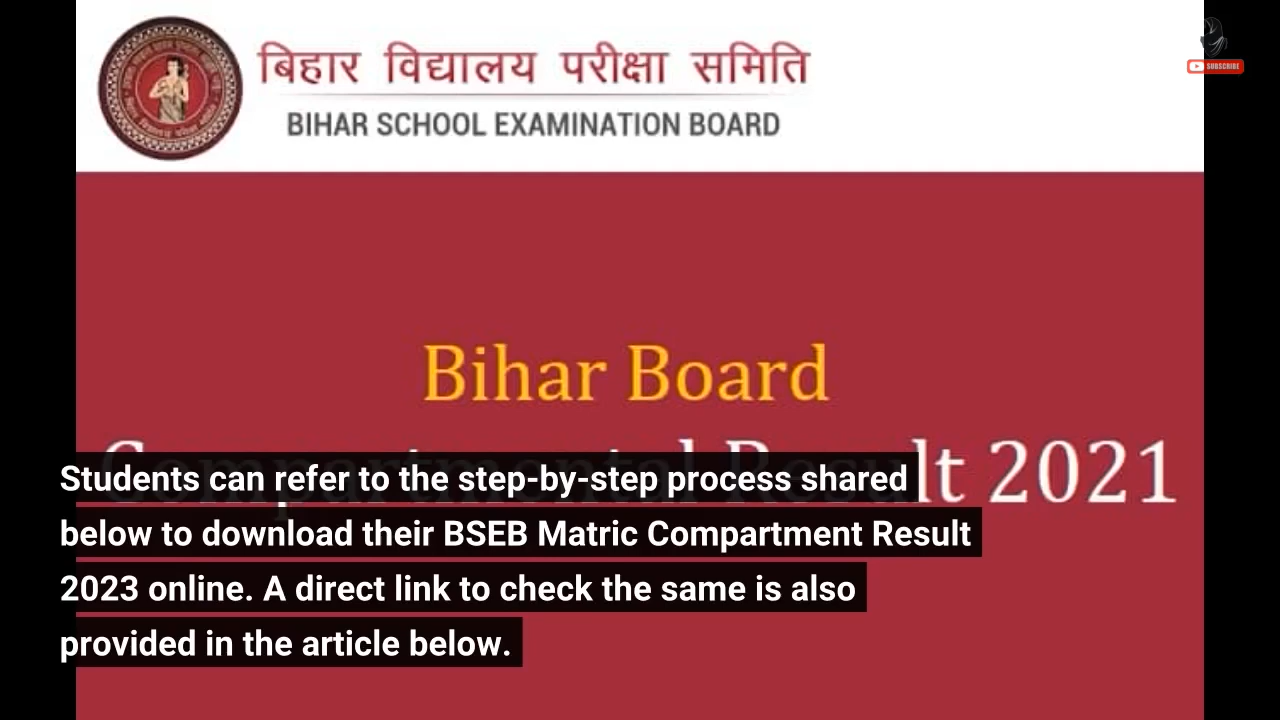 बिहार विद्यालय परीक्षा समिति
BIHAR SCHOOL EXAMINATION BOARD
SUBSCRIBE
Bihar Board
Compartmental Result 2021
Students can refer to the step-by-step process shared
below to download their BSEB Matric Compartment Result
2023 online. A direct link to check the same is also
provided in the article below.